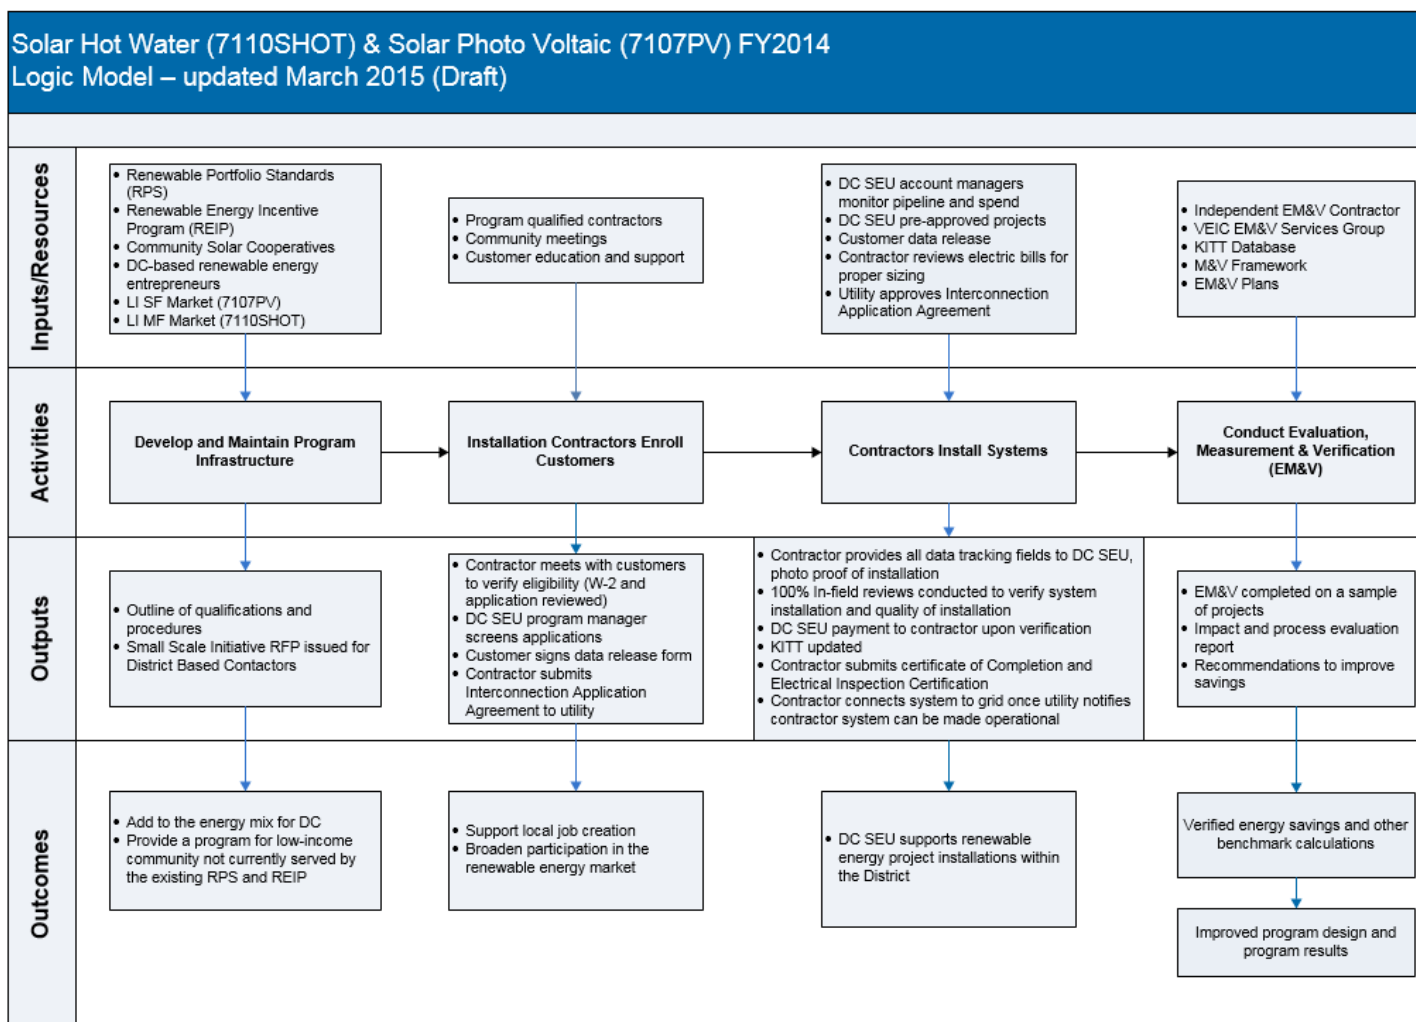 Solar Hot Water (7110SHOT) & Solar Photo Voltaic (7107PV) FY2014
Logic Model – updated March 2015 (Draft)
Inputs/Resources
• Renewable Portfolio Standards
(RPS)
• Renewable Energy Incentive
Program (REIP)
• Community Solar Cooperatives
• DC-based renewable energy
entrepreneurs
• LI SF Market (7107PV)
• LI MF Market (7110SHOT)
• Program qualified contractors
• Community meetings
• Customer education and support
• DC SEU account managers
monitor pipeline and spend
• DC SEU pre-approved projects
• Customer data release
• Contractor reviews electric bills for
proper sizing
• Utility approves Interconnection
Application Agreement
• Independent EM&V Contractor
• VEIC EM&V Services Group
• KITT Database
• M&V Framework
• EM&V Plans
Activities
Develop and Maintain Program
Infrastructure
Installation Contractors Enroll
Customers
Contractors Install Systems
Conduct Evaluation,
Measurement & Verification
(EM&V)
Outputs
• Outline of qualifications and
procedures
• Small Scale Initiative RFP issued for
District Based Contactors
• Contractor meets with customers
to verify eligibility (W-2 and
application reviewed)
• DC SEU program manager
screens applications
• Customer signs data release form
• Contractor submits
Interconnection Application
Agreement to utility
• Contractor provides all data tracking fields to DC SEU,
photo proof of installation
• 100% In-field reviews conducted to verify system
installation and quality of installation
• DC SEU payment to contractor upon verification
• KITT updated
• Contractor submits certificate of Completion and
Electrical Inspection Certification
• Contractor connects system to grid once utility notifies
contractor system can be made operational
• EM&V completed on a sample
of projects
• Impact and process evaluation
report
• Recommendations to improve
savings
Outcomes
• Add to the energy mix for DC
• Provide a program for low-income
community not currently served by
the existing RPS and REIP
• Support local job creation
• Broaden participation in the
renewable energy market
• DC SEU supports renewable
energy project installations within
the District
Verified energy savings and other
benchmark calculations
Improved program design and
program results